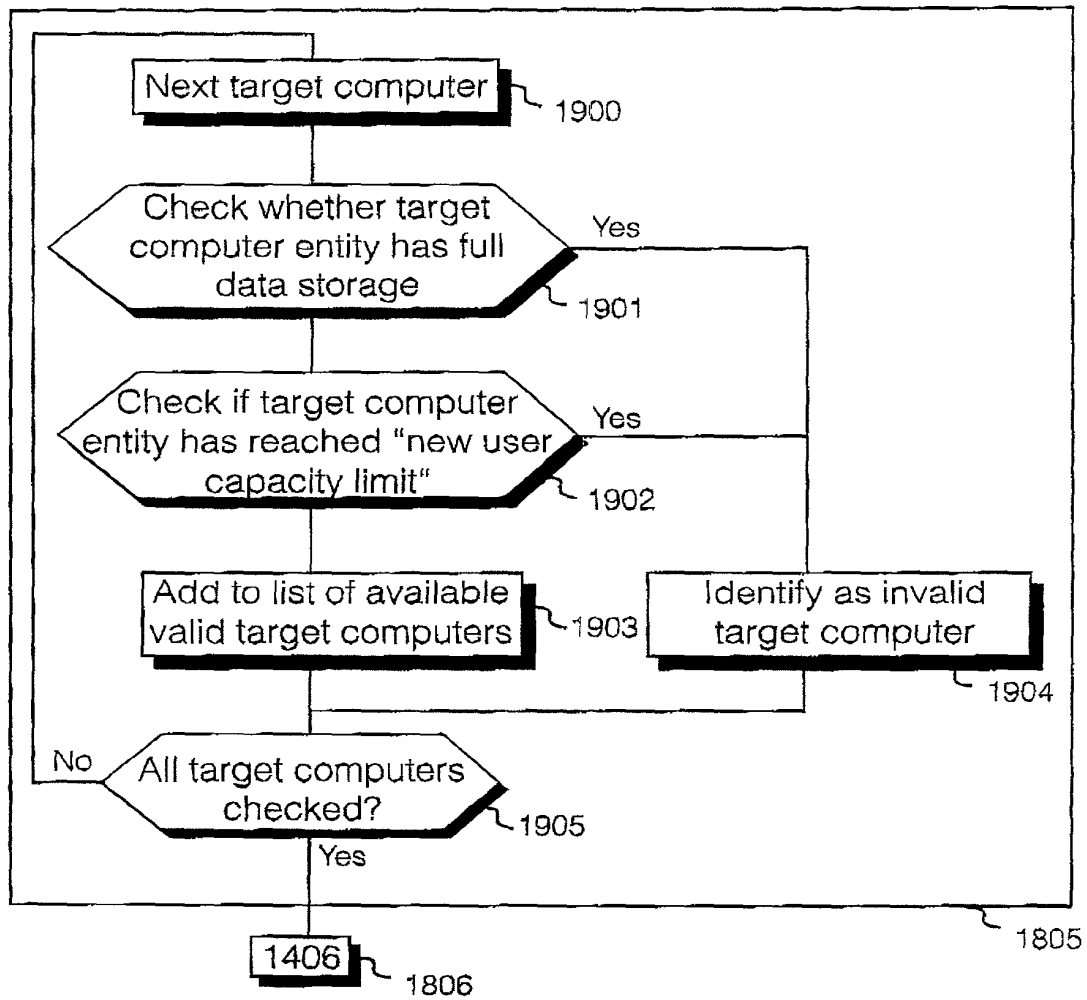 Next target computer
1900
Check whether target
computer entity has full
data storage
Yes
1901
Check if target computer
entity has reached “new user
capacity limit“
Yes
1902
Add to list of available
valid target computers
1903
Identify as invalid
target computer
1904
No
All target computers
checked?
1905
Yes
1805
1406
1806